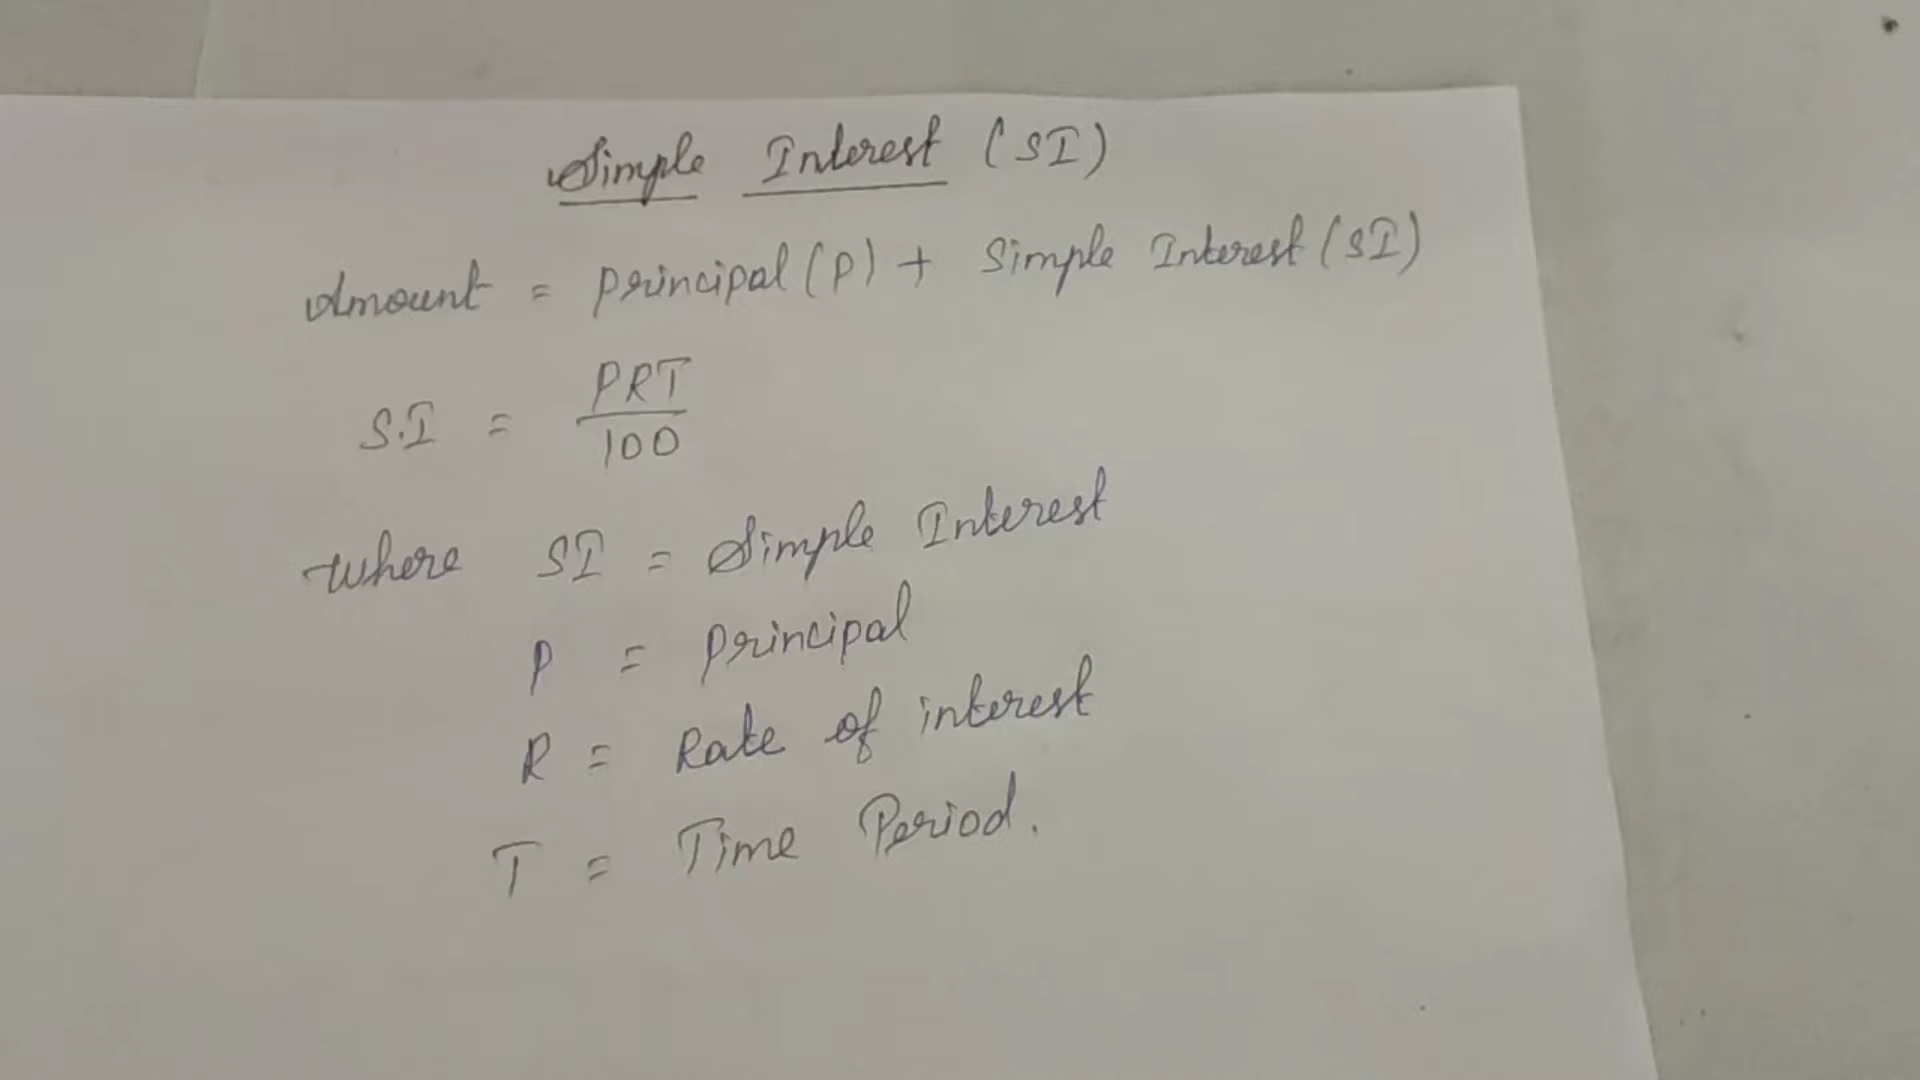 Simple Interest (SI)
Amount = principal (P) + Simple Interest (SI)
S.I = PRT
100
where SI = Simple Interest
P = principal
R = Rate of interest
T = Time Period.